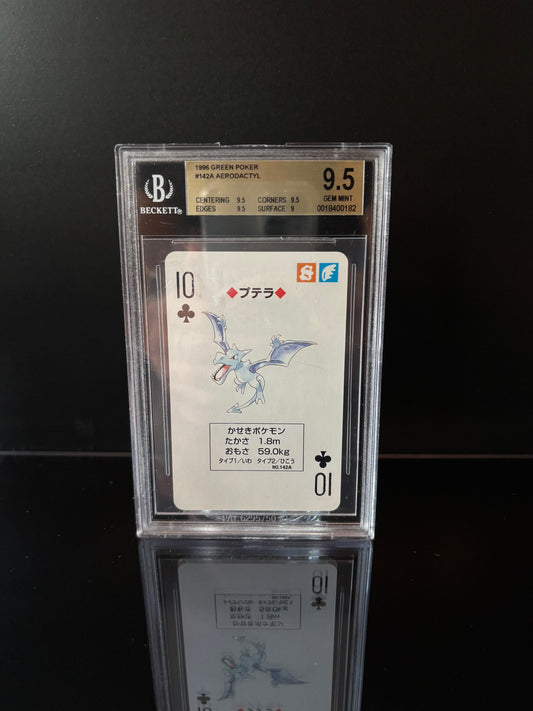 1996 GREEN POKER
#142A AERODACTYL
CENTERING 9.5 CORNERS 9.5
EDGES 9.5 SURFACE 9
9.5
GEM MINT
0018400182
B
BECKETT®
10
S
◆プテラ◆
かせきポケモン
たかさ 1.8m
おもさ 59.0kg
タイプ1/いわ タイプ2/ひこう
NO.142A
10
PAT 6295750